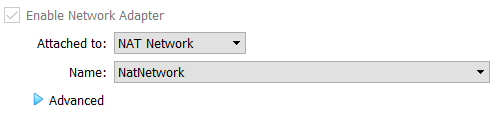 Enable Network Adapter
Attached to: NAT Network
Name: NatNetwork
Advanced